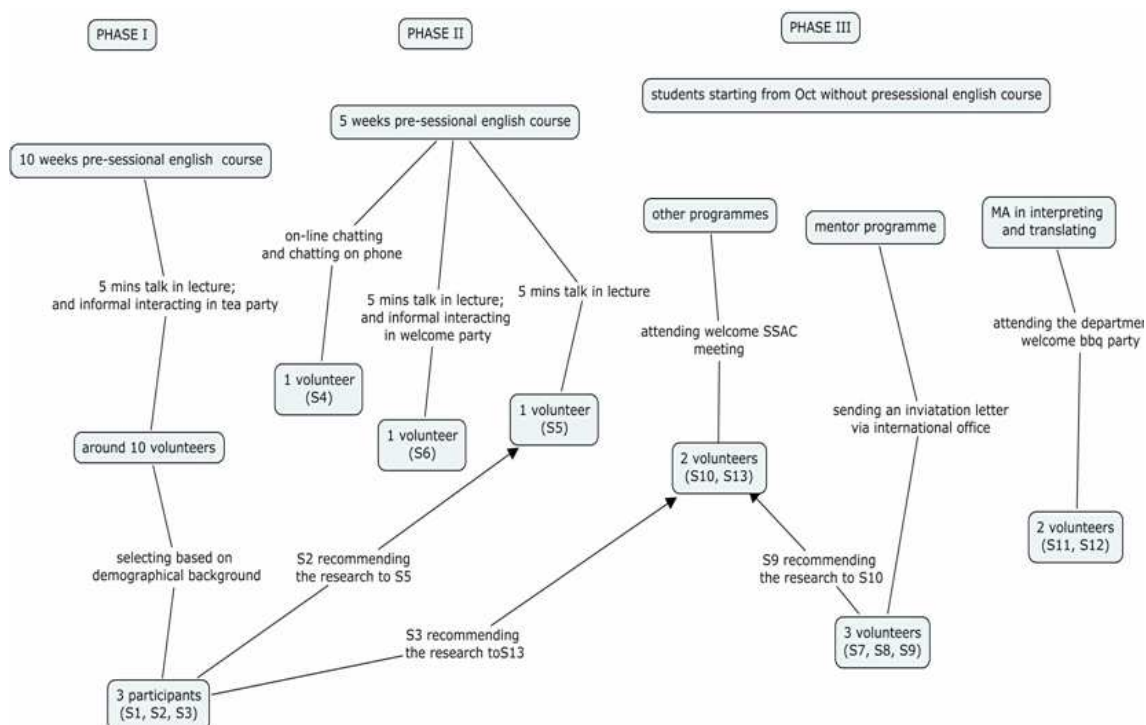 PHASE I
PHASE II
PHASE III
students starting from Oct without presessional english course
5 weeks pre-sessional english course
10 weeks pre-sessional english course
other programmes
mentor programme
MA in interpreting
and translating
on-line chatting
and chatting on phone
5 mins talk in lecture;
and informal interacting in tea party
5 mins talk in lecture;
and informal interacting
in welcome party
5 mins talk in lecture
attending welcome SSAC
meeting
attending the departmen
welcome bbq party
1 volunteer
(S4)
1 volunteer
(S6)
1 volunteer
(S5)
sending an inviatation letter
via international office
around 10 volunteers
2 volunteers
(S10, S13)
2 volunteers
(S11, S12)
selecting based on
demographical background
S2 recommending
the research to S5
S9 recommending
the research to S10
S3 recommending
the research toS13
3 volunteers
(S7, S8, S9)
3 participants
(S1, S2, S3)